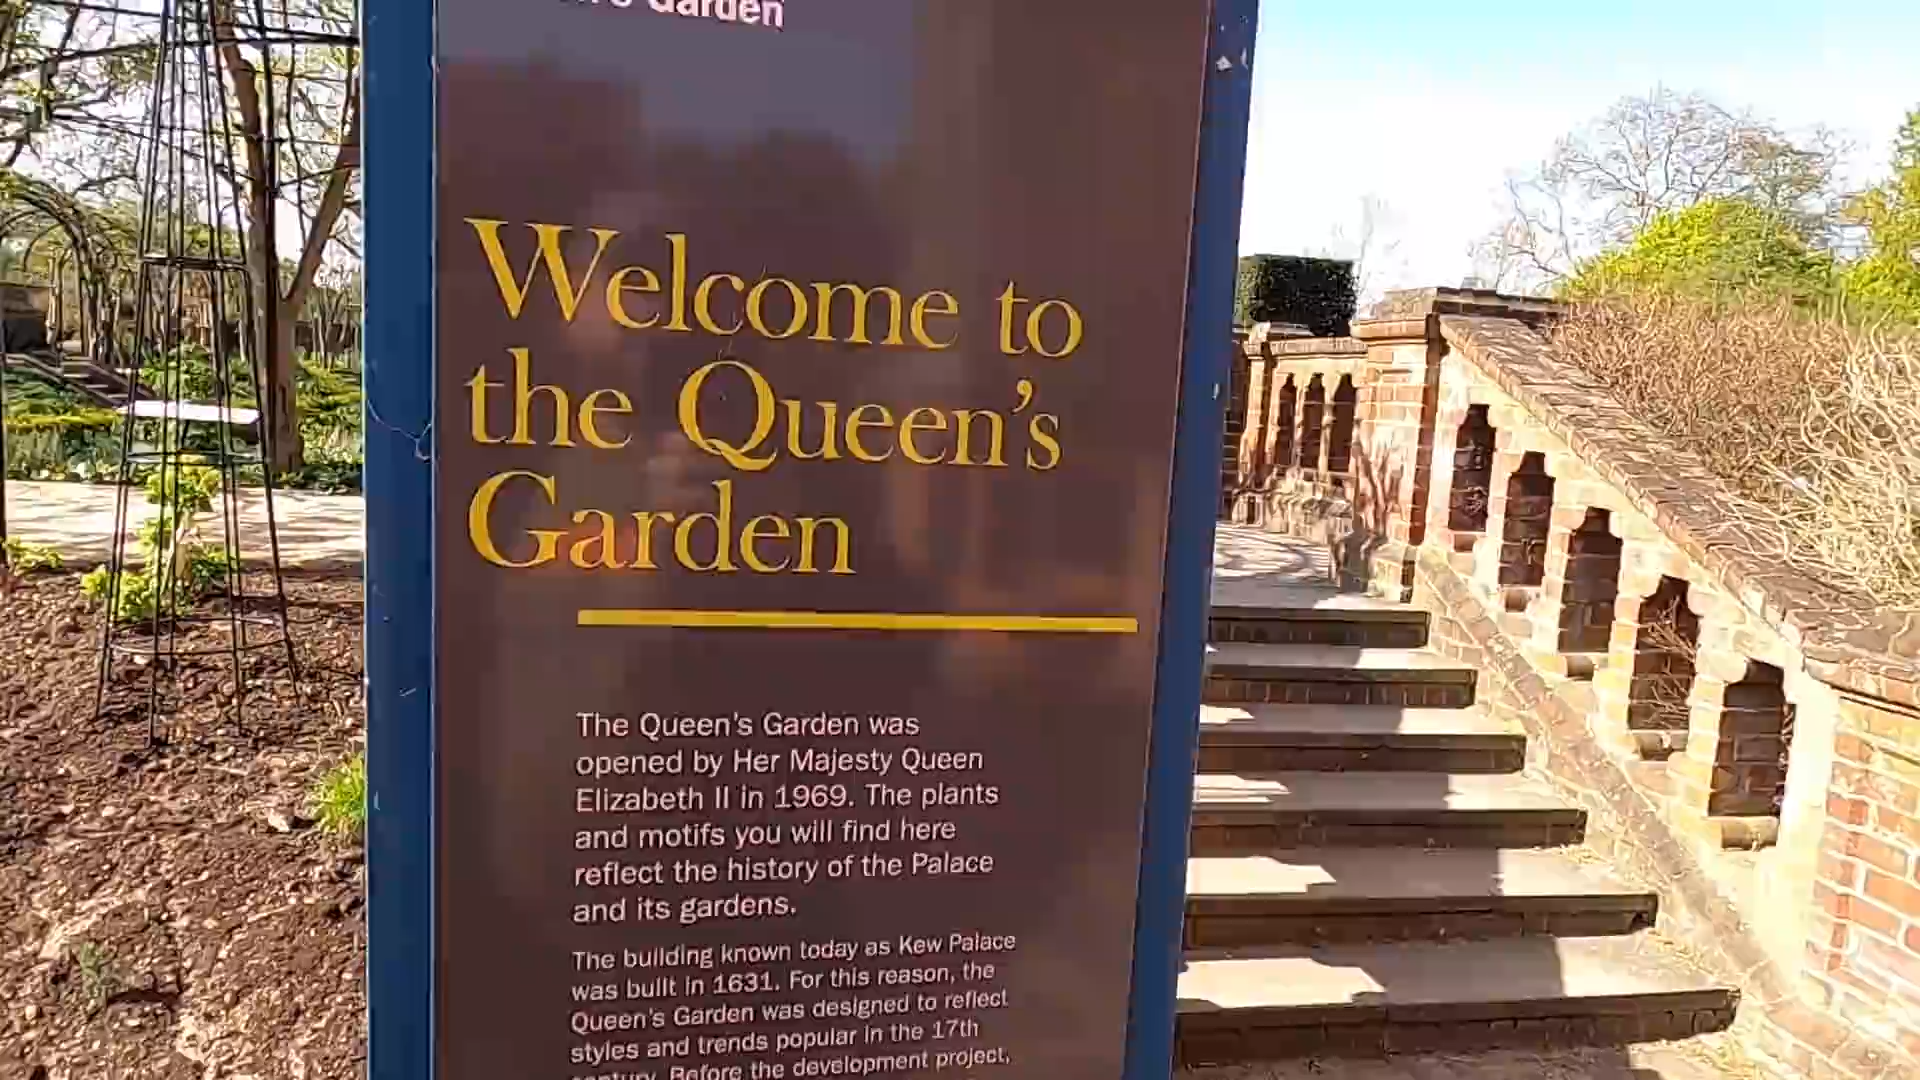 Garden
Welcome to
the Queen's
Garden
The Queen's Garden was
opened by Her Majesty Queen
Elizabeth II in 1969. The plants
and motifs you will find here
reflect the history of the Palace
and its gardens.
The building known today as Kew Palace
was built in 1631. For this reason, the
Queen's Garden was designed to reflect
styles and trends popular in the 17th
century. Before the development project,